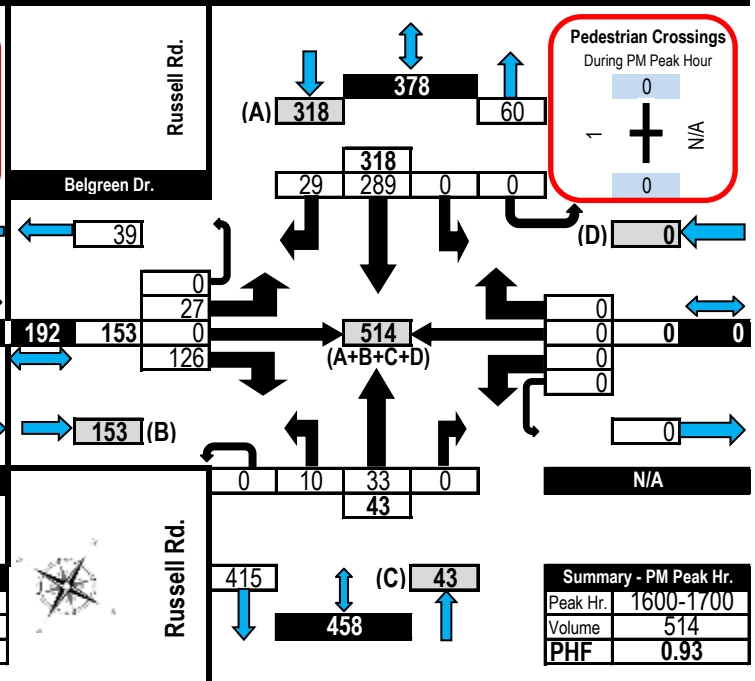 Russell Rd.
378
(A) 318
60
Pedestrian Crossings
During PM Peak Hour
0
1
N/A
0
318
29 289 0 0
Belgreen Dr.
39
(D) 0
0
27
192 153 0
126
514
(A+B+C+D)
0
0 0 0
0
0
153 (B)
0
0 10 33 0
43
N/A
Russell Rd.
415
(C) 43
458
Summary - PM Peak Hr.
Peak Hr. 1600-1700
Volume 514
PHF 0.93